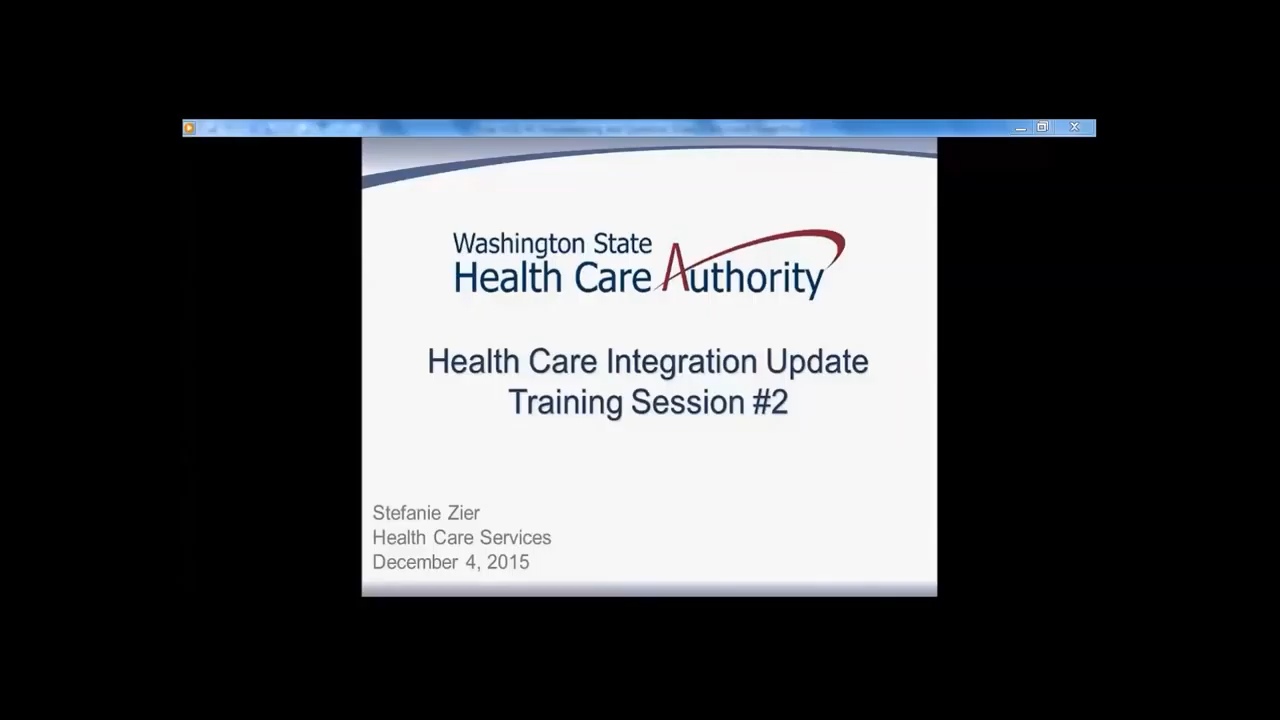 Washington State
Health Care Authority
Health Care Integration Update
Training Session #2
Stefanie Zier
Health Care Services
December 4, 2015